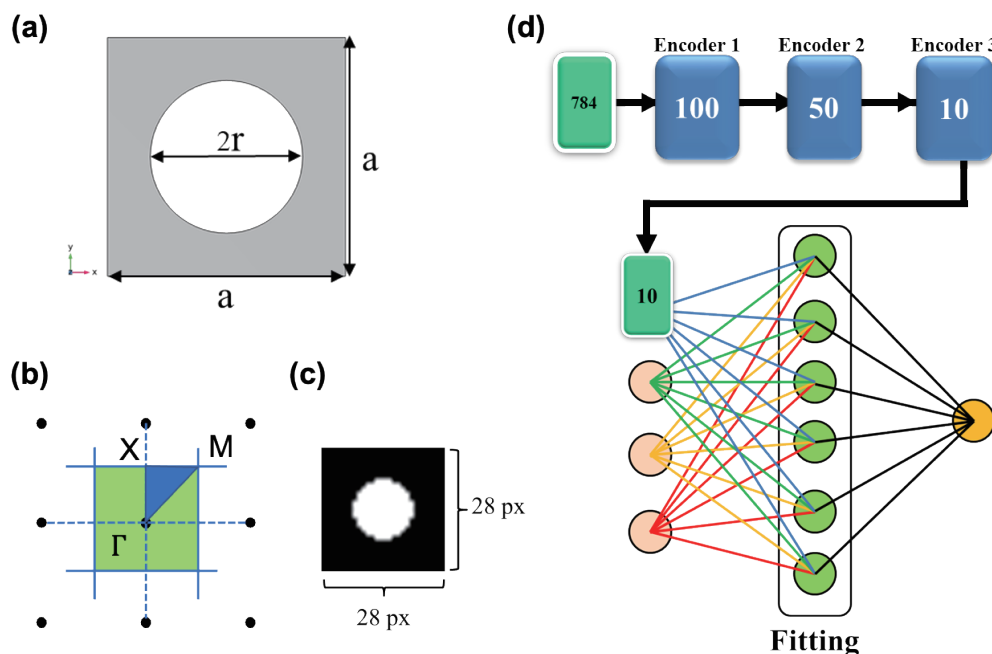 (a)
2r
a
a
y
x
(b)
X
M
Γ
(c)
28 px
28 px
(d)
Encoder 1
Encoder 2
Encoder 3
784
100
50
10
10
Fitting